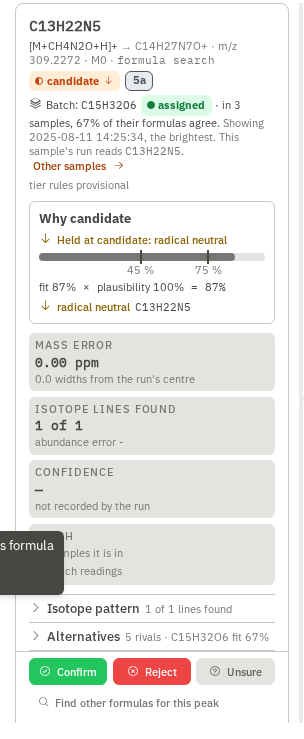 C13H22N5
[M+CH4N2O+H]+ → C14H27N7O+ · m/z
309.2272 · M0 · formula search
candidate ↓ 5a
Batch: C15H32O6 assigned · in 3
samples, 67% of their formulas agree. Showing
2025-08-11 14:25:34, the brightest. This
sample's run reads C13H22N5.
Other samples →
tier rules provisional
Why candidate
↓ Held at candidate: radical neutral
45 % 75 %
fit 87% × plausibility 100% = 87%
↓ radical neutral C13H22N5
MASS ERROR
0.00 ppm
0.0 widths from the run's centre
ISOTOPE LINES FOUND
1 of 1
abundance error -
CONFIDENCE
—
not recorded by the run
s formula
it is in
readings
Isotope pattern 1 of 1 lines found
Alternatives 5 rivals · C15H32O6 fit 67%
Confirm Reject Unsure
Find other formulas for this peak